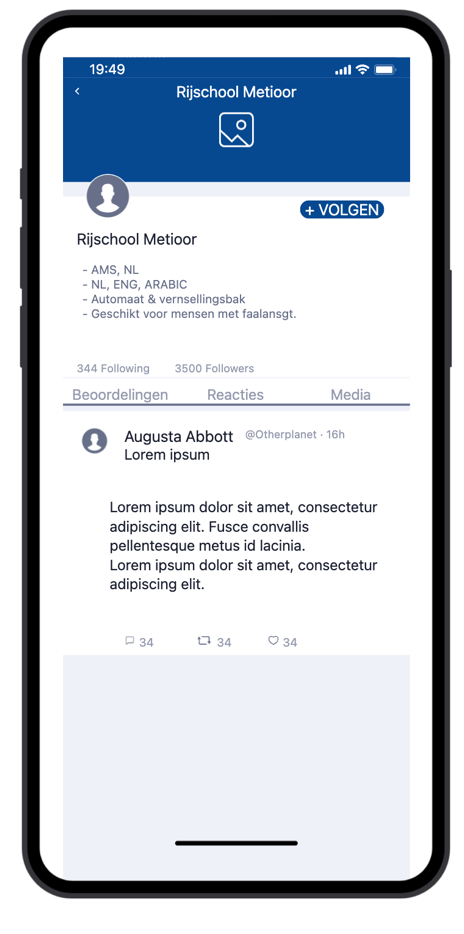 19:49
Rijschool Metioor
+ VOLGEN
Rijschool Metioor
- AMS, NL
- NL, ENG, ARABIC
- Automaat & vernsellingsbak
- Geschikt voor mensen met faalansgt.
344 Following 3500 Followers
Beoordelingen Reacties Media
Augusta Abbott @Otherplanet · 16h
Lorem ipsum
Lorem ipsum dolor sit amet, consectetur
adipiscing elit. Fusce convallis
pellentesque metus id lacinia.
Lorem ipsum dolor sit amet, consectetur
adipiscing elit.
34 34 34